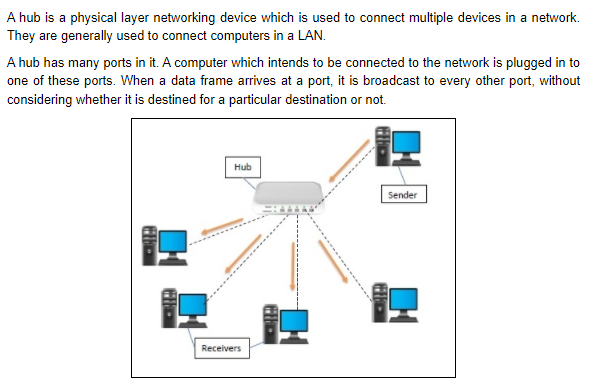 A hub is a physical layer networking device which is used to connect multiple devices in a network.
They are generally used to connect computers in a LAN.
A hub has many ports in it. A computer which intends to be connected to the network is plugged in to
one of these ports. When a data frame arrives at a port, it is broadcast to every other port, without
considering whether it is destined for a particular destination or not.
Hub
Sender
Receivers